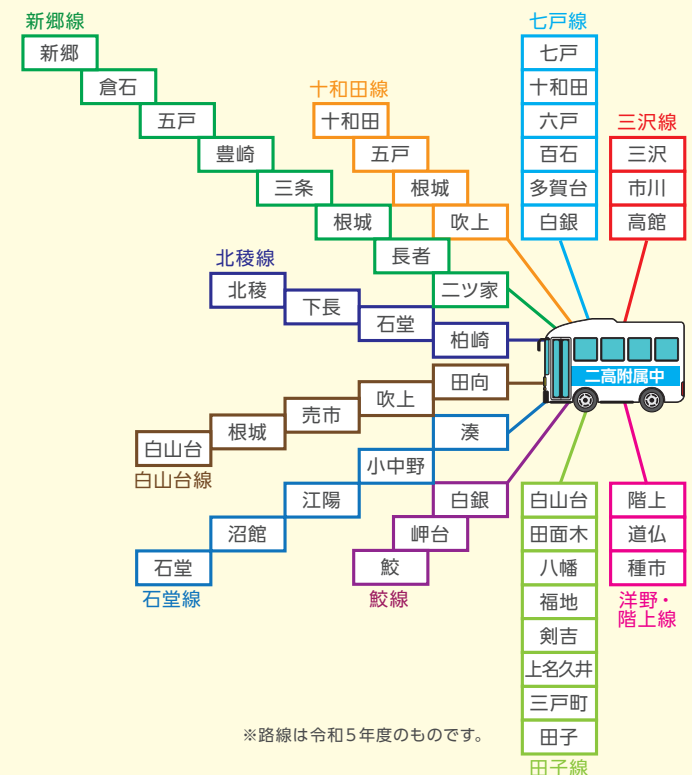 新郷線
新郷
倉石
五戸
豊崎
三条
根城
長者
二ツ家
十和田線
十和田
五戸
根城
吹上
七戸線
七戸
十和田
六戸
百石
多賀台
白銀
三沢線
三沢
市川
高館
北稜線
北稜
下長
石堂
柏崎
二高附属中
田向
吹上
売市
根城
白山台
白山台線
湊
小中野
江陽
沼館
石堂
石堂線
白銀
岬台
鮫
鮫線
白山台
田面木
八幡
福地
剣吉
上名久井
三戸町
田子
田子線
階上
道仏
種市
洋野・
階上線
※路線は令和5年度のものです。